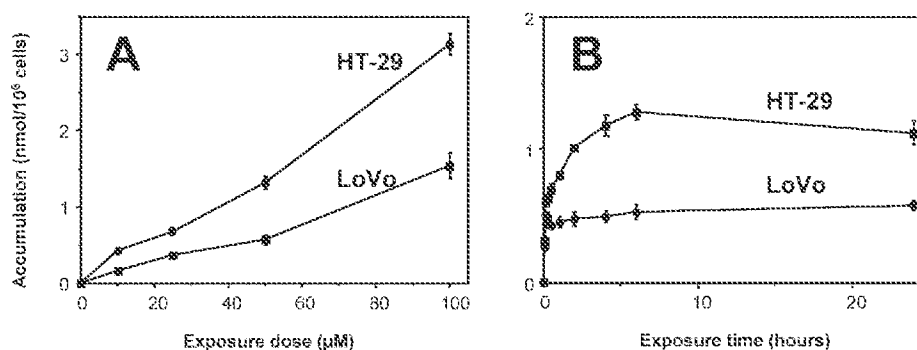 A
HT-29
LoVo
Accumulation (nmol/10⁶ cells)
3
2
1
0
0 20 40 60 80 100
Exposure dose (µM)
B
HT-29
LoVo
2
1
0
0 10 20
Exposure time (hours)